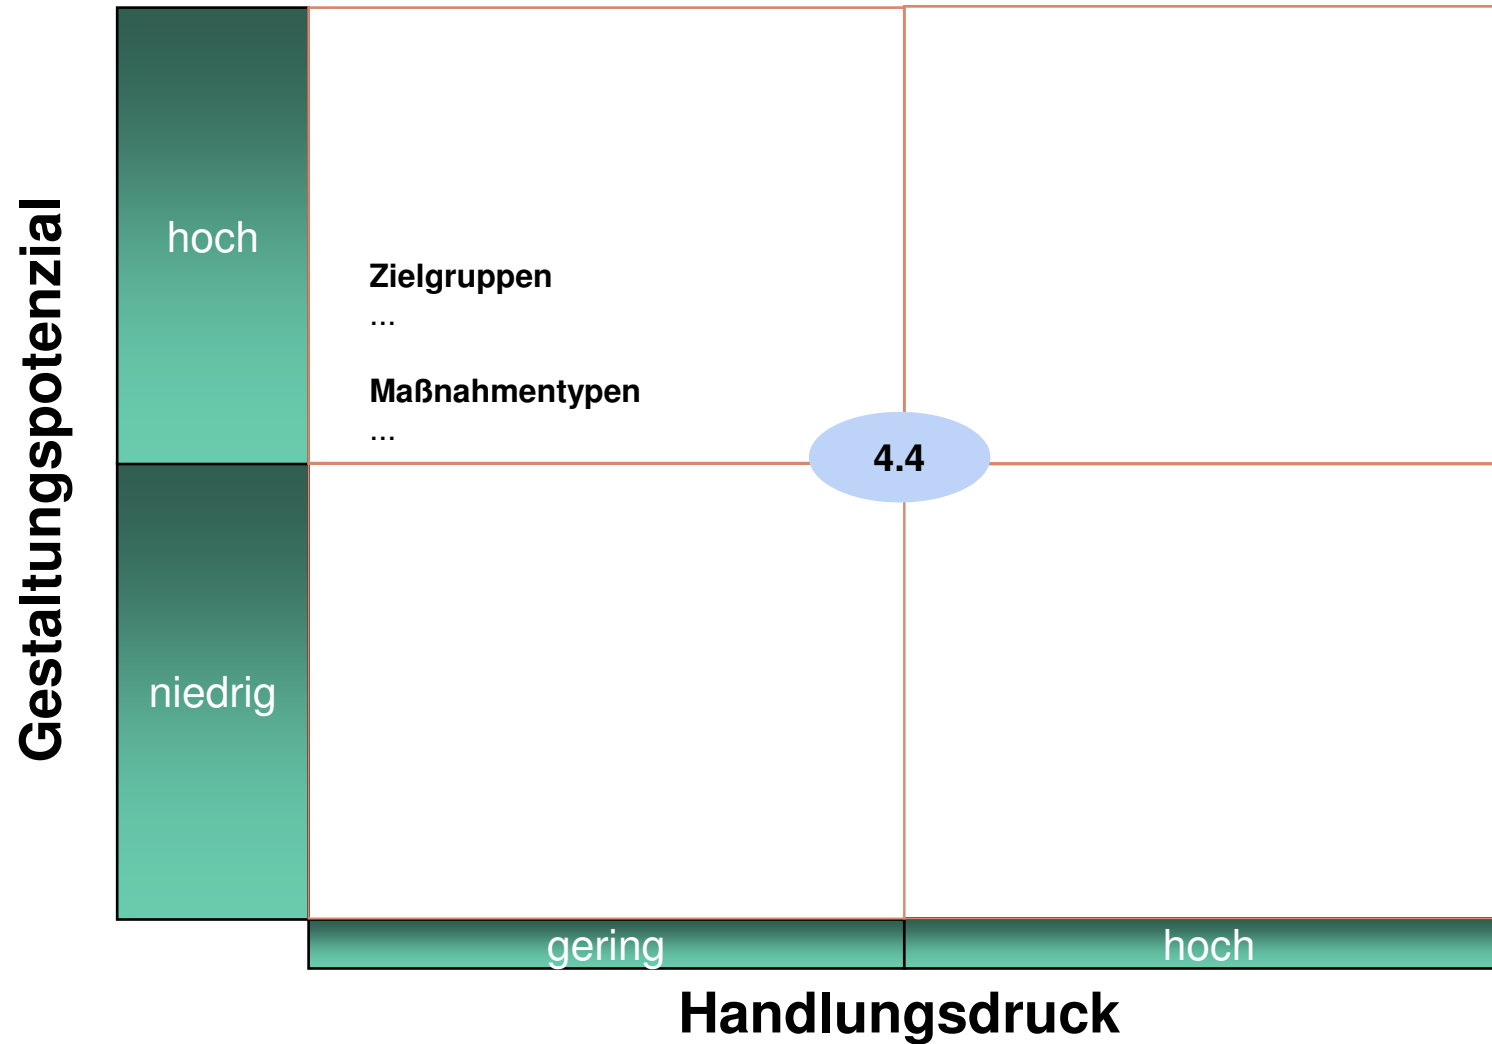 Gestaltungspotenzial
hoch
Zielgruppen
...
Maßnahmentypen
...
4.4
niedrig
gering
hoch
Handlungsdruck